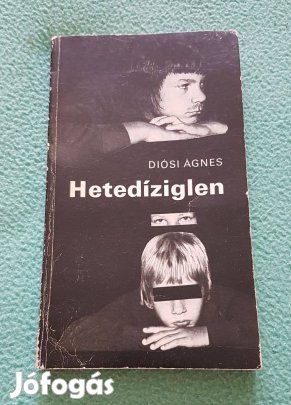 DIÓSI ÁGNES
Hetedíziglen
Jófogás